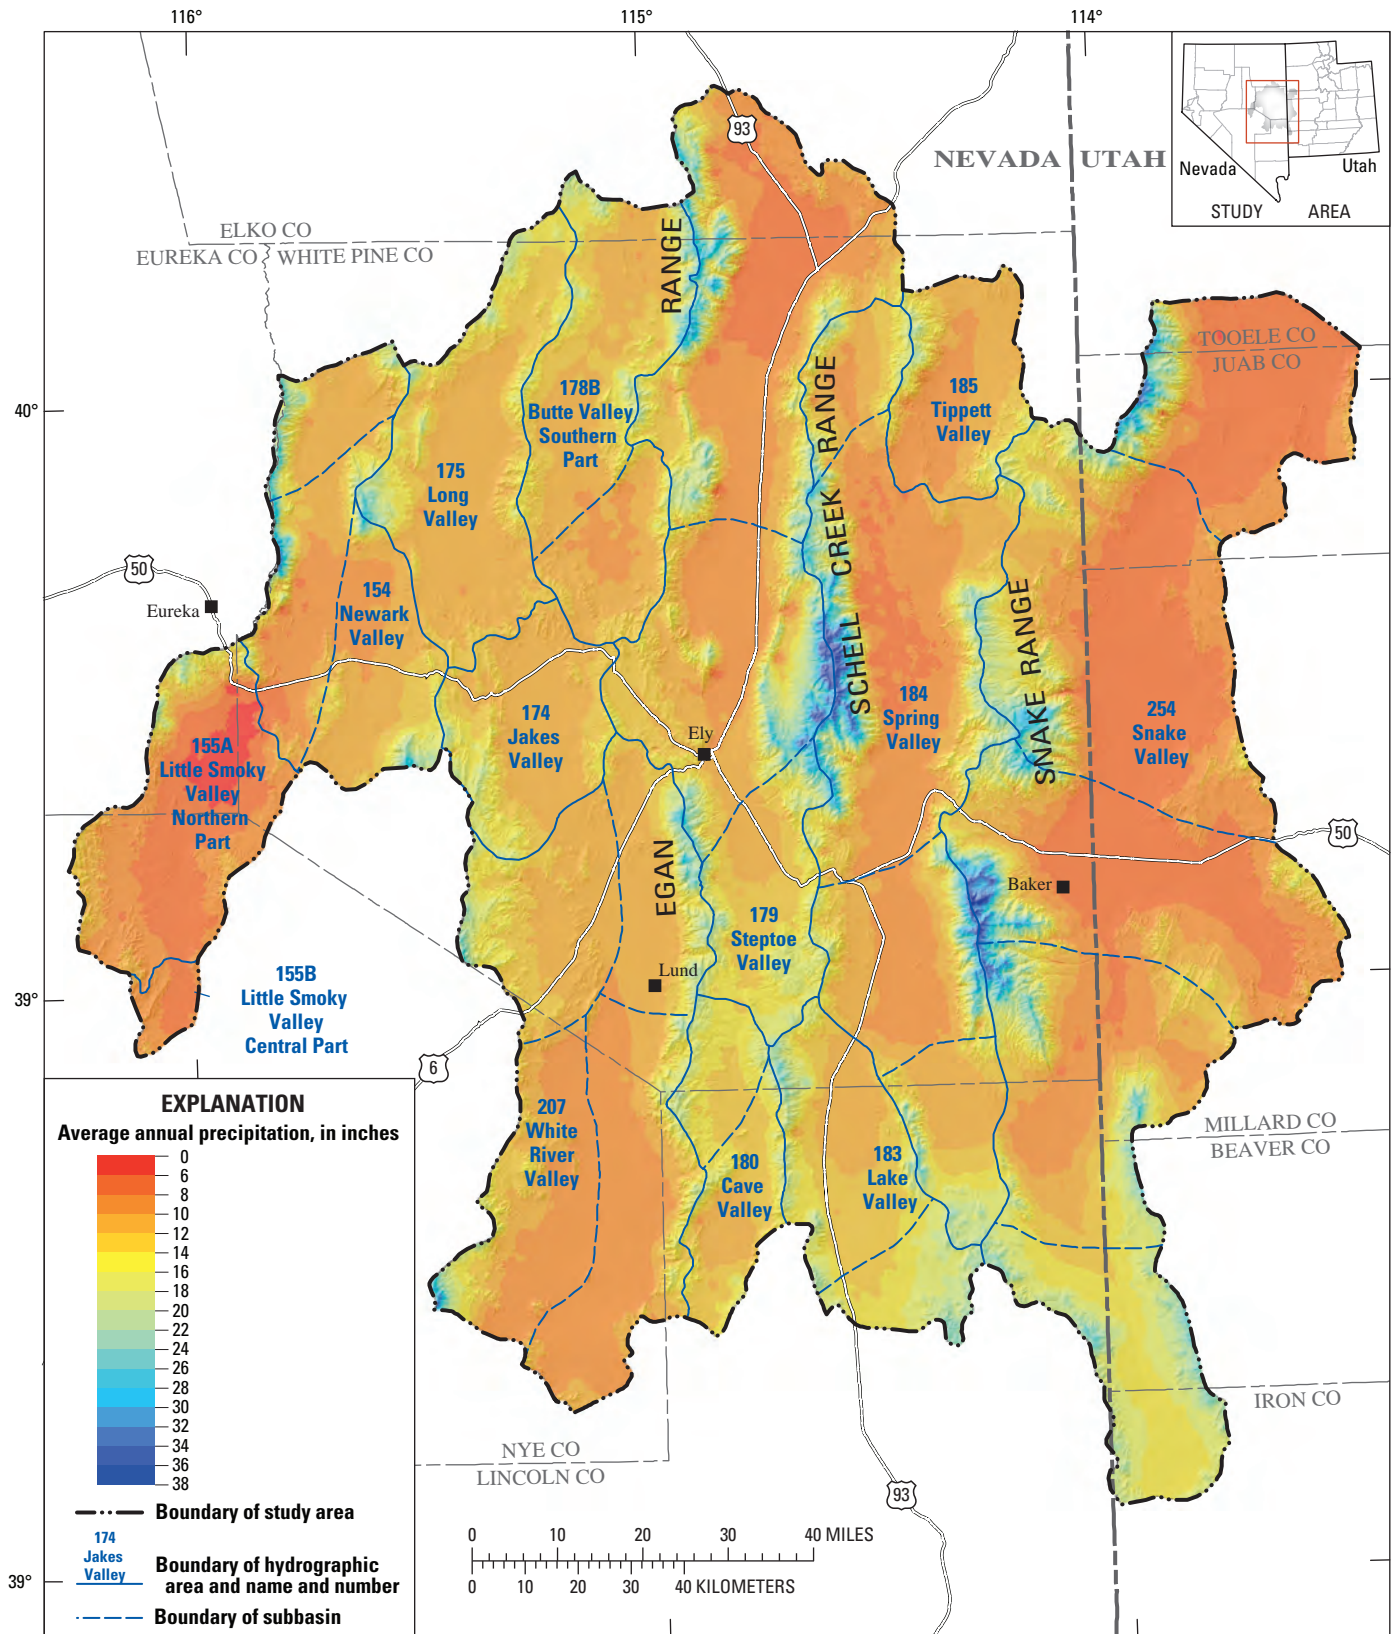 116°
115°
114°
93
NEVADA
UTAH
Nevada
Utah
STUDY AREA
ELKO CO
EUREKA CO
WHITE PINE CO
RANGE
TOOELE CO
JUAB CO
40°
178B
Butte Valley
Southern
Part
185
Tippett
Valley
175
Long
Valley
SCHELL CREEK RANGE
50
Eureka
154
Newark
Valley
SNAKE RANGE
155A
Little Smoky
Valley
Northern
Part
174
Jakes
Valley
Ely
184
Spring
Valley
254
Snake
Valley
50
EGAN
Baker
179
Steptoe
Valley
Lund
39°
155B
Little Smoky
Valley
Central Part
6
207
White
River
Valley
180
Cave
Valley
183
Lake
Valley
MILLARD CO
BEAVER CO
IRON CO
NYE CO
LINCOLN CO
93
EXPLANATION
Average annual precipitation, in inches
0
6
8
10
12
14
16
18
20
22
24
26
28
30
32
34
36
38
Boundary of study area
174
Jakes
Valley
Boundary of hydrographic
area and name and number
Boundary of subbasin
39°
0 10 20 30 40 MILES
0 10 20 30 40 KILOMETERS